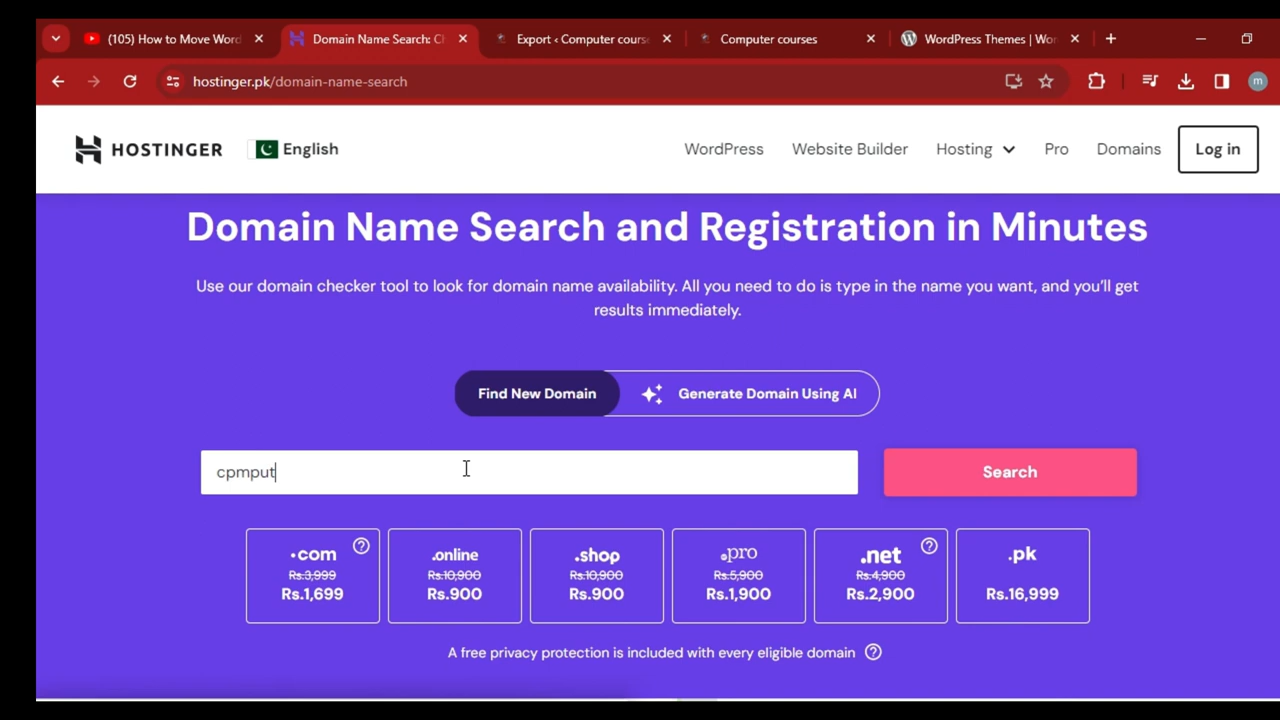 (105) How to Move Word
Domain Name Search: C
Export ‹ Computer cours
Computer courses
WordPress Themes | Wor
hostinger.pk/domain-name-search
m
HOSTINGER
English
WordPress
Website Builder
Hosting
Pro
Domains
Log in
Domain Name Search and Registration in Minutes
Use our domain checker tool to look for domain name availability. All you need to do is type in the name you want, and you'll get
results immediately.
Find New Domain
Generate Domain Using AI
cpmput
Search
.com
Rs.3,999
Rs.1,699
.online
Rs.10,900
Rs.900
.shop
Rs.10,900
Rs.900
.pro
Rs.5,900
Rs.1,900
.net
Rs.4,900
Rs.2,900
.pk
Rs.16,999
A free privacy protection is included with every eligible domain